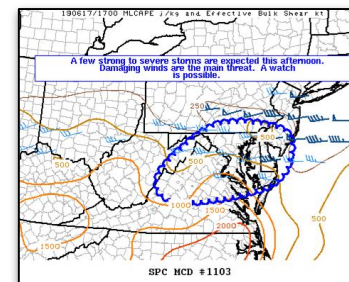 190617/1700 MLCAPE j/kg and Effective Bulk Shear kt
A few strong to severe storms are expected this afternoon.
Damaging winds are the main threat. A watch
is possible.
250
500
500
500
1000
1500
2000
1500
500
SPC MCD #1103